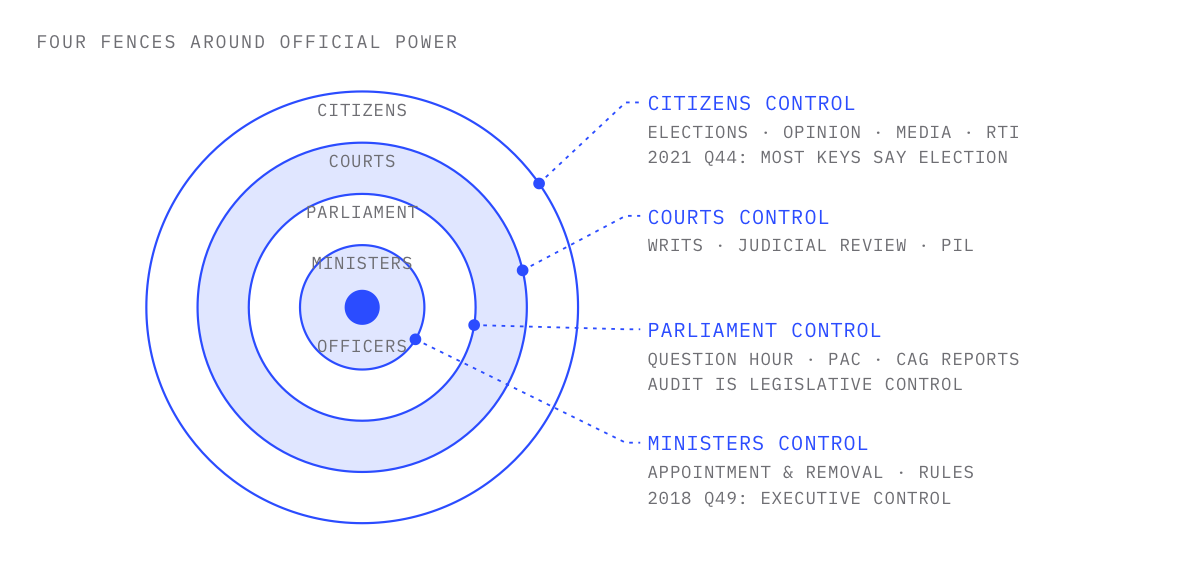 FOUR FENCES AROUND OFFICIAL POWER
CITIZENS
COURTS
PARLIAMENT
MINISTERS
OFFICERS
CITIZENS CONTROL
ELECTIONS · OPINION · MEDIA · RTI
2021 Q44: MOST KEYS SAY ELECTION
COURTS CONTROL
WRITS · JUDICIAL REVIEW · PIL
PARLIAMENT CONTROL
QUESTION HOUR · PAC · CAG REPORTS
AUDIT IS LEGISLATIVE CONTROL
MINISTERS CONTROL
APPOINTMENT & REMOVAL · RULES
2018 Q49: EXECUTIVE CONTROL